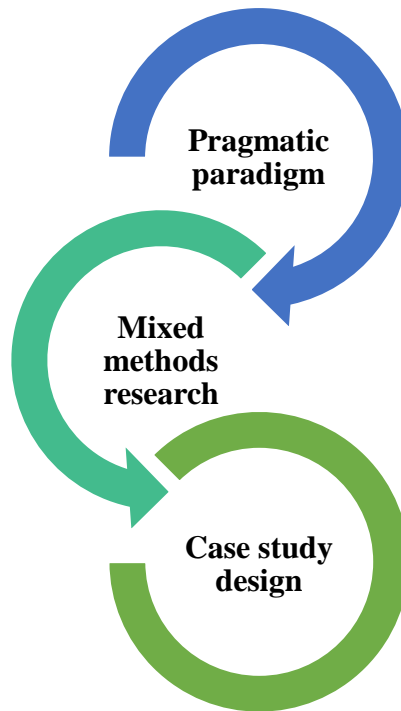 Pragmatic
paradigm
Mixed
methods
research
Case study
design